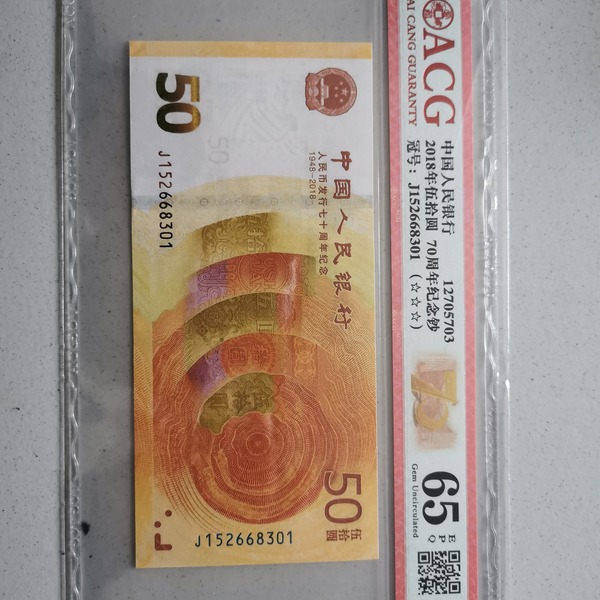 50
J152668301
50
中国人民银行
人民币发行七十周年纪念
1948-2018
50
伍拾圆
J152668301
ACG
AI CANG GUARANTY
中国人民银行
12705703
2018年伍拾圆 70周年纪念钞
冠号: J152668301 (☆☆☆)
65
E
P
Q
Gem Uncirculated